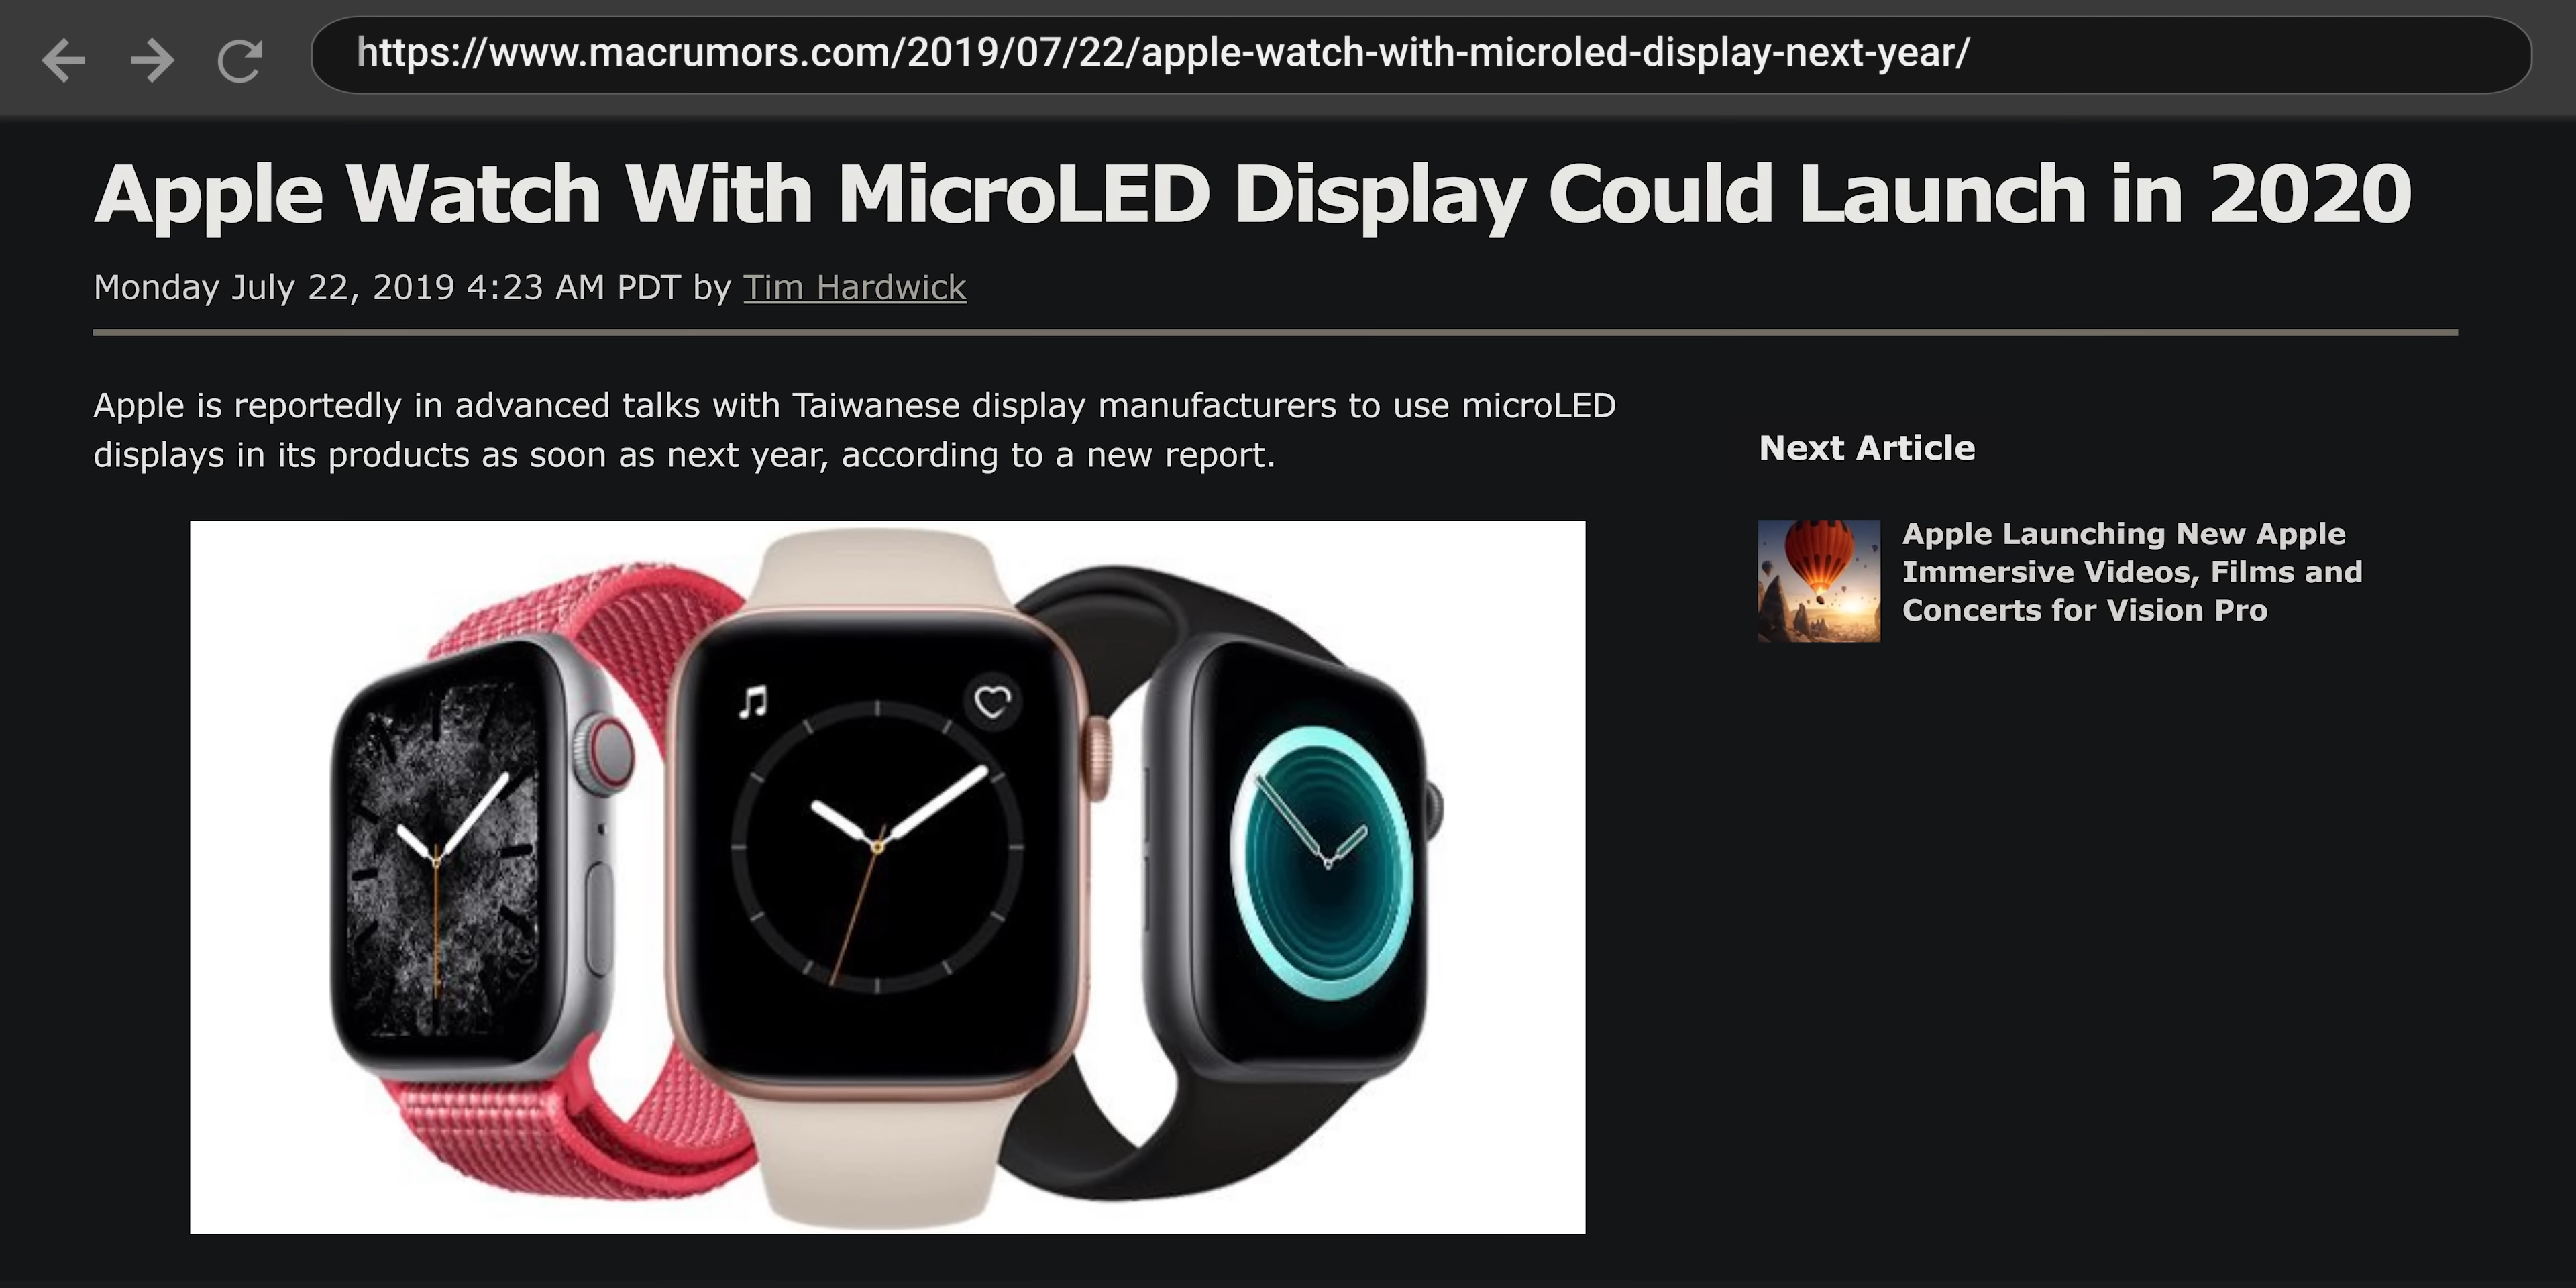 https://www.macrumors.com/2019/07/22/apple-watch-with-microled-display-next-year/
Apple Watch With MicroLED Display Could Launch in 2020
Monday July 22, 2019 4:23 AM PDT by Tim Hardwick
Apple is reportedly in advanced talks with Taiwanese display manufacturers to use microLED
displays in its products as soon as next year, according to a new report.
Next Article
Apple Launching New Apple
Immersive Videos, Films and
Concerts for Vision Pro